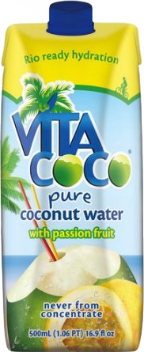 Rio ready hydration
VITA
COCO
pure
coconut water
with passion fruit
never from
concentrate
500mL (1.06 PT) 16.9 fl oz